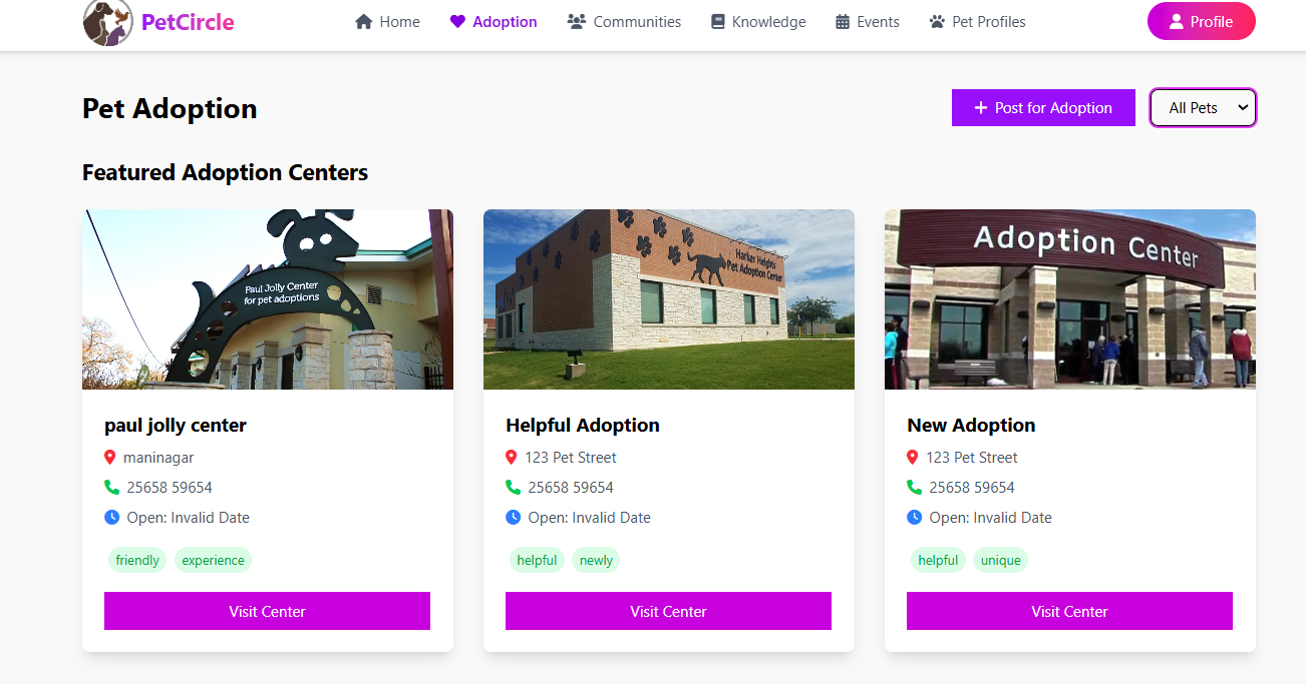 PetCircle
Home
Adoption
Communities
Knowledge
Events
Pet Profiles
Profile
Pet Adoption
+ Post for Adoption
All Pets
Featured Adoption Centers
Paul Jolly Center
for pet adoptions
Harker Heights
Pet Adoption Center
Adoption Center
paul jolly center
maninagar
25658 59654
Open: Invalid Date
friendly
experience
Visit Center
Helpful Adoption
123 Pet Street
25658 59654
Open: Invalid Date
helpful
newly
Visit Center
New Adoption
123 Pet Street
25658 59654
Open: Invalid Date
helpful
unique
Visit Center